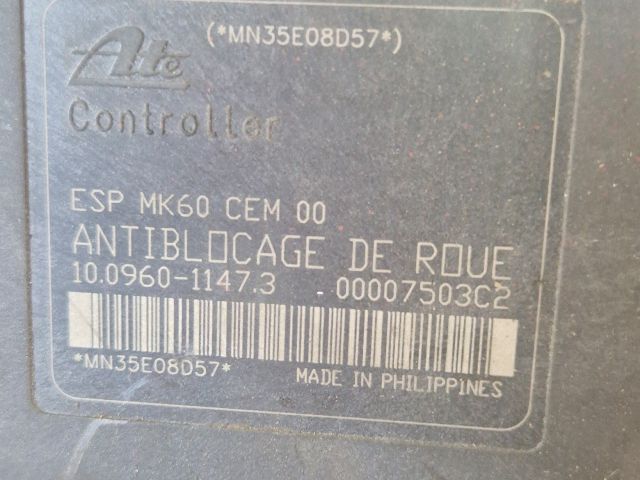 (*MN35E08D57*)
Ate
Controller
ESP MK60 CEM 00
ANTIBLOCAGE DE ROUE
10.0960-1147.3 00007503C2
*MN35E08D57*
MADE IN PHILIPPINES